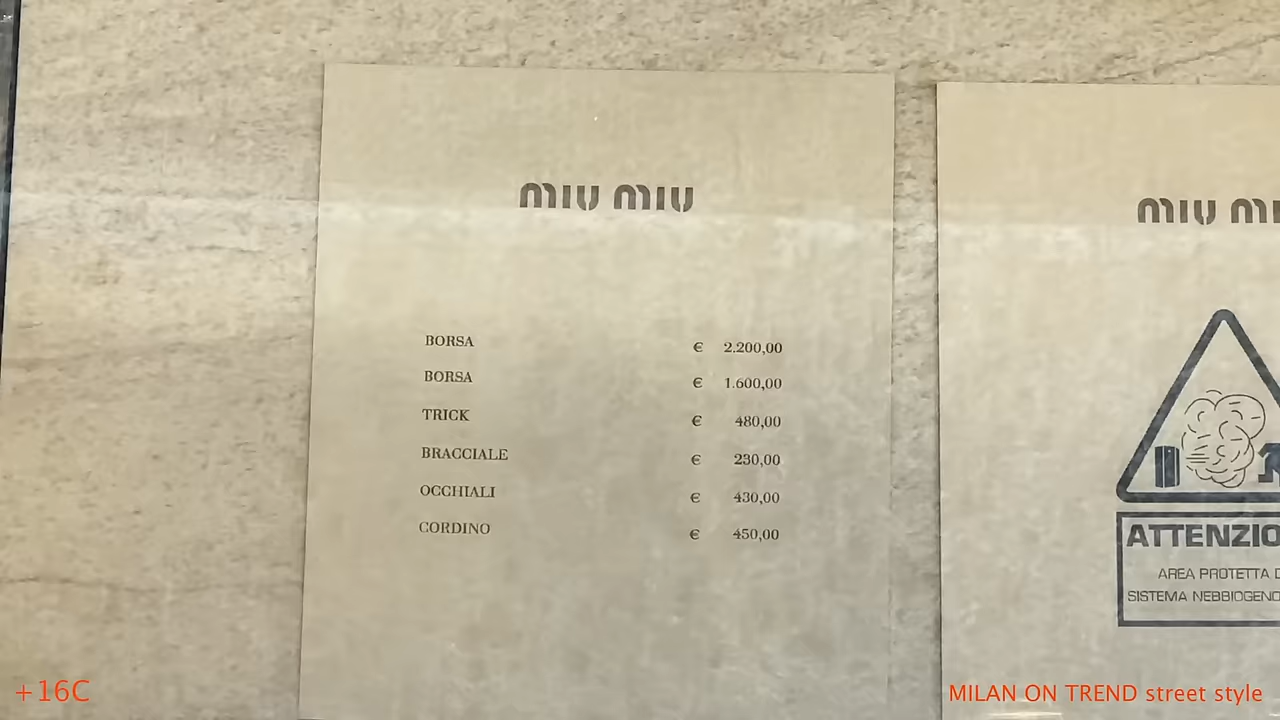 MIU MIU
BORSA € 2.200,00
BORSA € 1.600,00
TRICK € 480,00
BRACCIALE € 230,00
OCCHIALI € 430,00
CORDINO € 450,00
MIU MI
ATTENZIO
AREA PROTETTA D
SISTEMA NEBBIOGENO
+16C
MILAN ON TREND street style